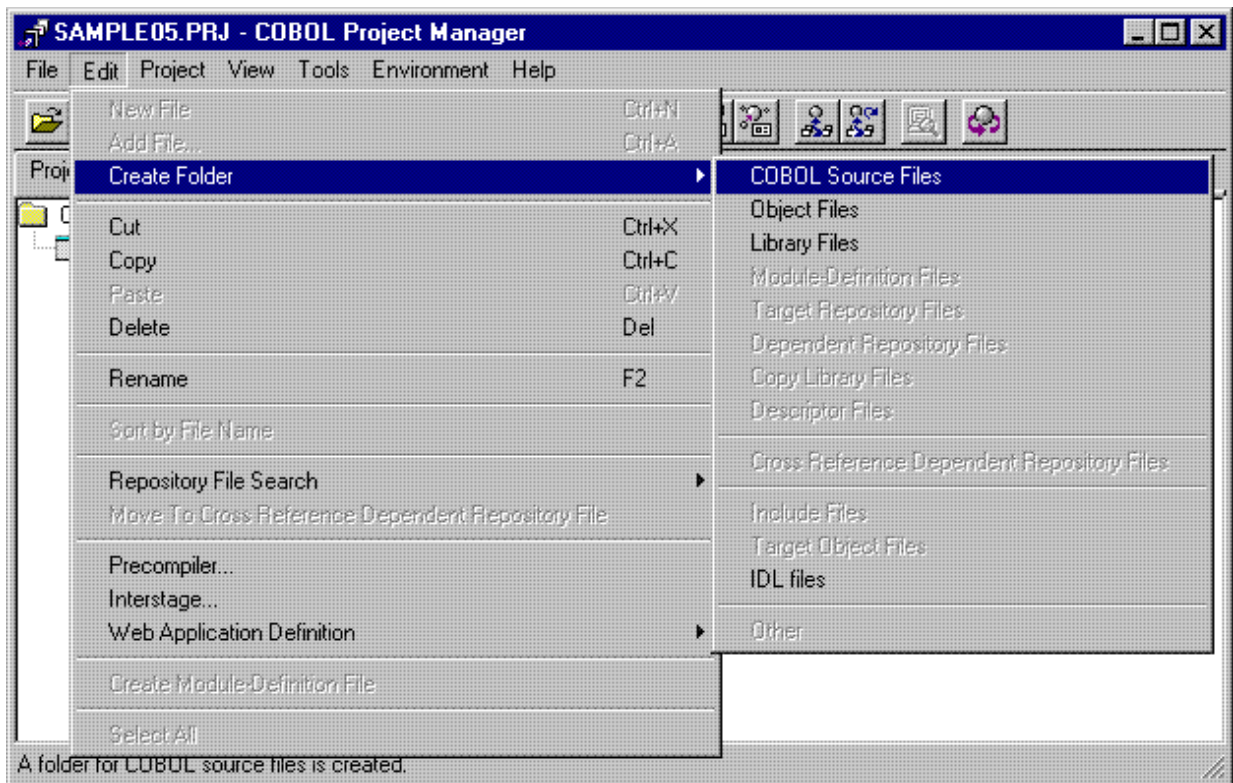 SAMPLE05.PRJ - COBOL Project Manager
File Edit Project View Tools Environment Help
New File Ctrl+N
Add File... Ctrl+A
Create Folder
Cut Ctrl+X
Copy Ctrl+C
Paste Ctrl+V
Delete Del
Rename F2
Sort by File Name
Repository File Search
Move To Cross Reference Dependent Repository File
Precompiler...
Interstage...
Web Application Definition
Create Module-Definition File
Select All
COBOL Source Files
Object Files
Library Files
Module-Definition Files
Target Repository Files
Dependent Repository Files
Copy Library Files
Descriptor Files
Cross Reference Dependent Repository Files
Include Files
Target Object Files
IDL files
Other
A folder for COBOL source files is created.